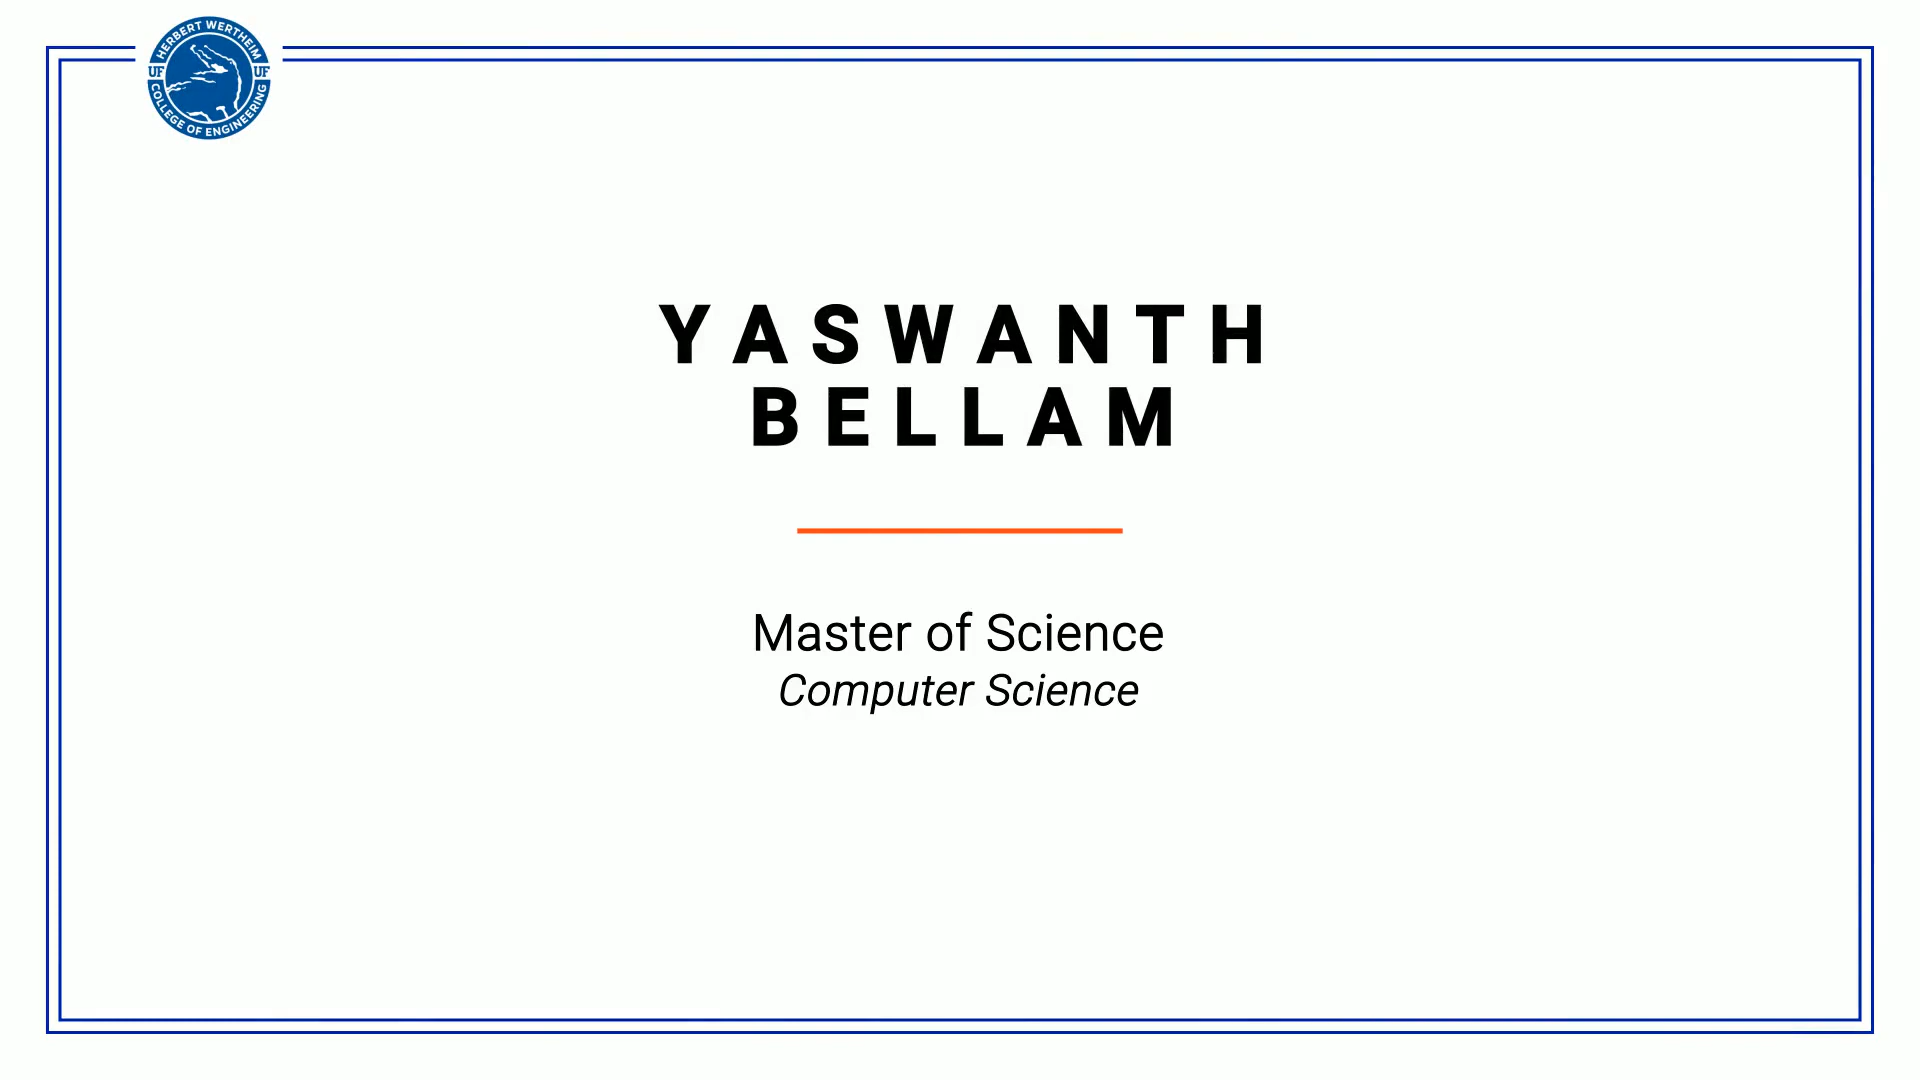 HERBERT WERTHEIM
UF UF
COLLEGE OF ENGINEERING
YASWANTH
BELLAM
Master of Science
Computer Science